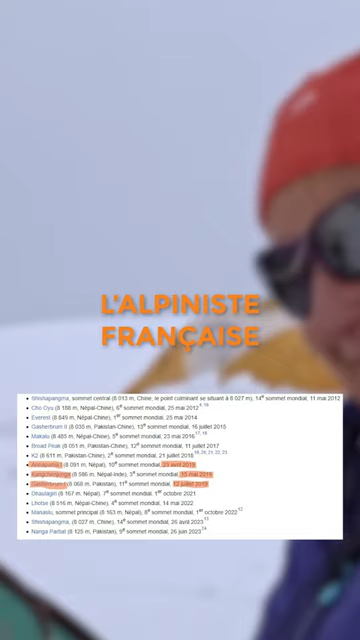 L'ALPINISTE
FRANÇAISE
Shishapangma, sommet central (8 013 m, Chine, le point culminant se situant à 8 027 m), 14e sommet mondial, 11 mai 2012
Cho Oyu (8 188 m, Népal-Chine), 6e sommet mondial, 25 mai 2012
Everest (8 849 m, Népal-Chine), 1er sommet mondial, 25 mai 2014
Gasherbrum II (8 035 m, Pakistan-Chine), 13e sommet mondial, 16 juillet 2015
Makalu (8 485 m, Népal-Chine), 5e sommet mondial, 23 mai 2016
Broad Peak (8 051 m, Pakistan-Chine), 12e sommet mondial, 11 juillet 2017
K2 (8 611 m, Pakistan-Chine), 2e sommet mondial, 21 juillet 2018
Annapurna I (8 091 m, Népal), 10e sommet mondial, 23 avril 2019
Kangchenjunga (8 586 m, Népal-Inde), 3e sommet mondial, 15 mai 2019
Gasherbrum I (8 068 m, Pakistan), 11e sommet mondial, 12 juillet 2019
Dhaulagiri (8 167 m, Népal), 7e sommet mondial, 1er octobre 2021
Lhotse (8 516 m, Népal-Chine), 4e sommet mondial, 14 mai 2022
Manaslu, sommet principal (8 163 m, Népal), 8e sommet mondial, 1er octobre 2022
Shishapangma, (8 027 m, Chine), 14e sommet mondial, 26 avril 2023
Nanga Parbat (8 125 m, Pakistan), 9e sommet mondial, 26 juin 2023